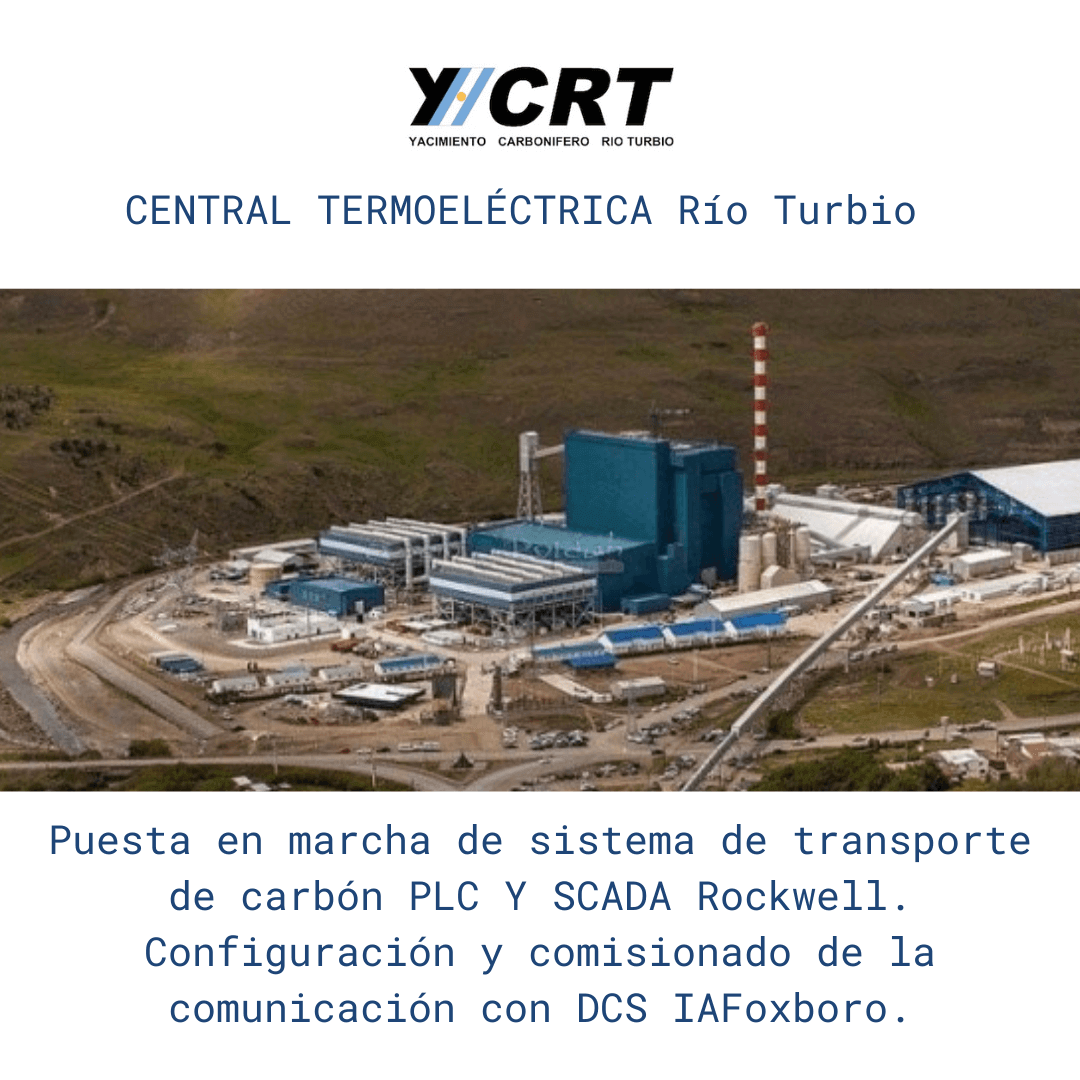 YCRT
YACIMIENTO CARBONIFERO RIO TURBIO
CENTRAL TERMOELÉCTRICA Río Turbio
Puesta en marcha de sistema de transporte
de carbón PLC Y SCADA Rockwell.
Configuración y comisionado de la
comunicación con DCS IAFoxboro.